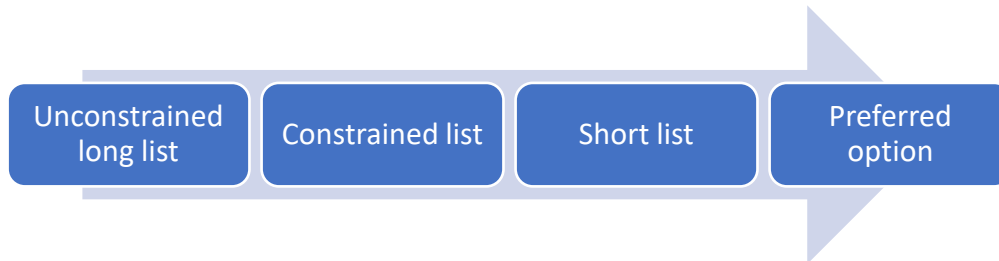 Unconstrained
long list
Constrained list
Short list
Preferred
option